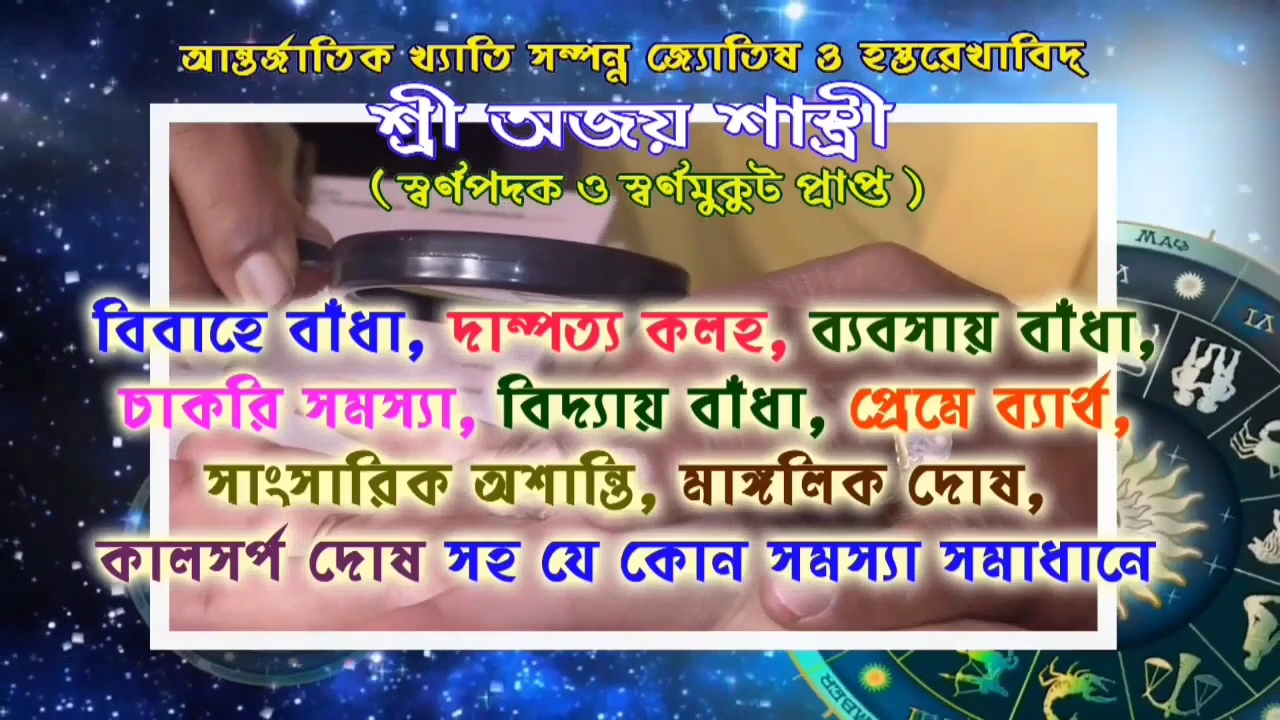 আন্তর্জাতিক খ্যাতি সম্পন্ন জ্যোতিষ ও হস্তরেখাবিদ্
শ্রী অজয় শাস্ত্রী
( স্বর্ণপদক ও স্বর্ণমুকুট প্রাপ্ত )
বিবাহে বাঁধা, দাম্পত্য কলহ, ব্যবসায় বাঁধা,
চাকরি সমস্যা, বিদ্যায় বাঁধা, প্রেমে ব্যার্থ,
সাংসারিক অশান্তি, মাঙ্গলিক দোষ,
কালসর্প দোষ সহ যে কোন সমস্যা সমাধানে